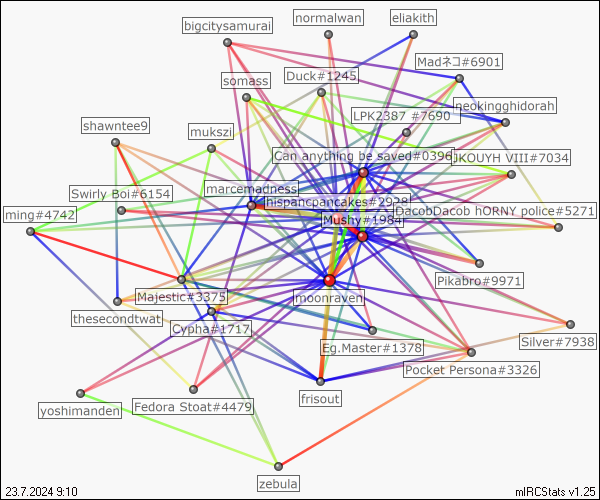 normalwan
eliakith
bigcitysamurai
Madネコ#6901
Duck#1245
somass
neokingghidorah
LPK2387 #7690
shawntee9
mukszi
Can anything be saved#0396
JKOUYH VIII#7034
marcemadness
Swirly Boi#6154
hispancpancakes#2928
DacobDacob hORNY police#5271
ming#4742
Mushy#1984
Pikabro#9971
Majestic#3375
moonraven
thesecondtwat
Cypha#1717
Silver#7938
Eg.Master#1378
Pocket Persona#3326
frisout
Fedora Stoat#4479
yoshimanden
zebula
23.7.2024 9:10
mIRCStats v1.25